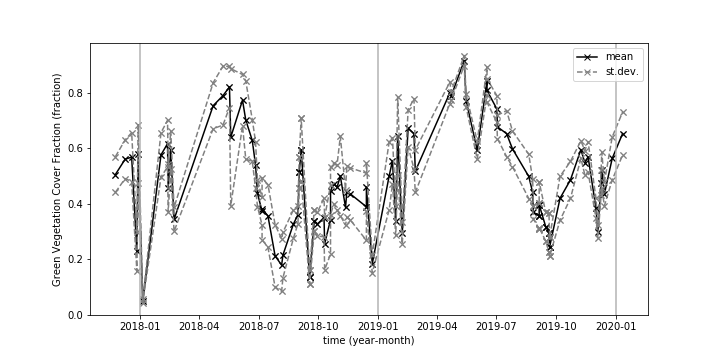 mean
st.dev.
Green Vegetation Cover Fraction (fraction)
0.8
0.6
0.4
0.2
0.0
2018-01 2018-04 2018-07 2018-10 2019-01 2019-04 2019-07 2019-10 2020-01
time (year-month)